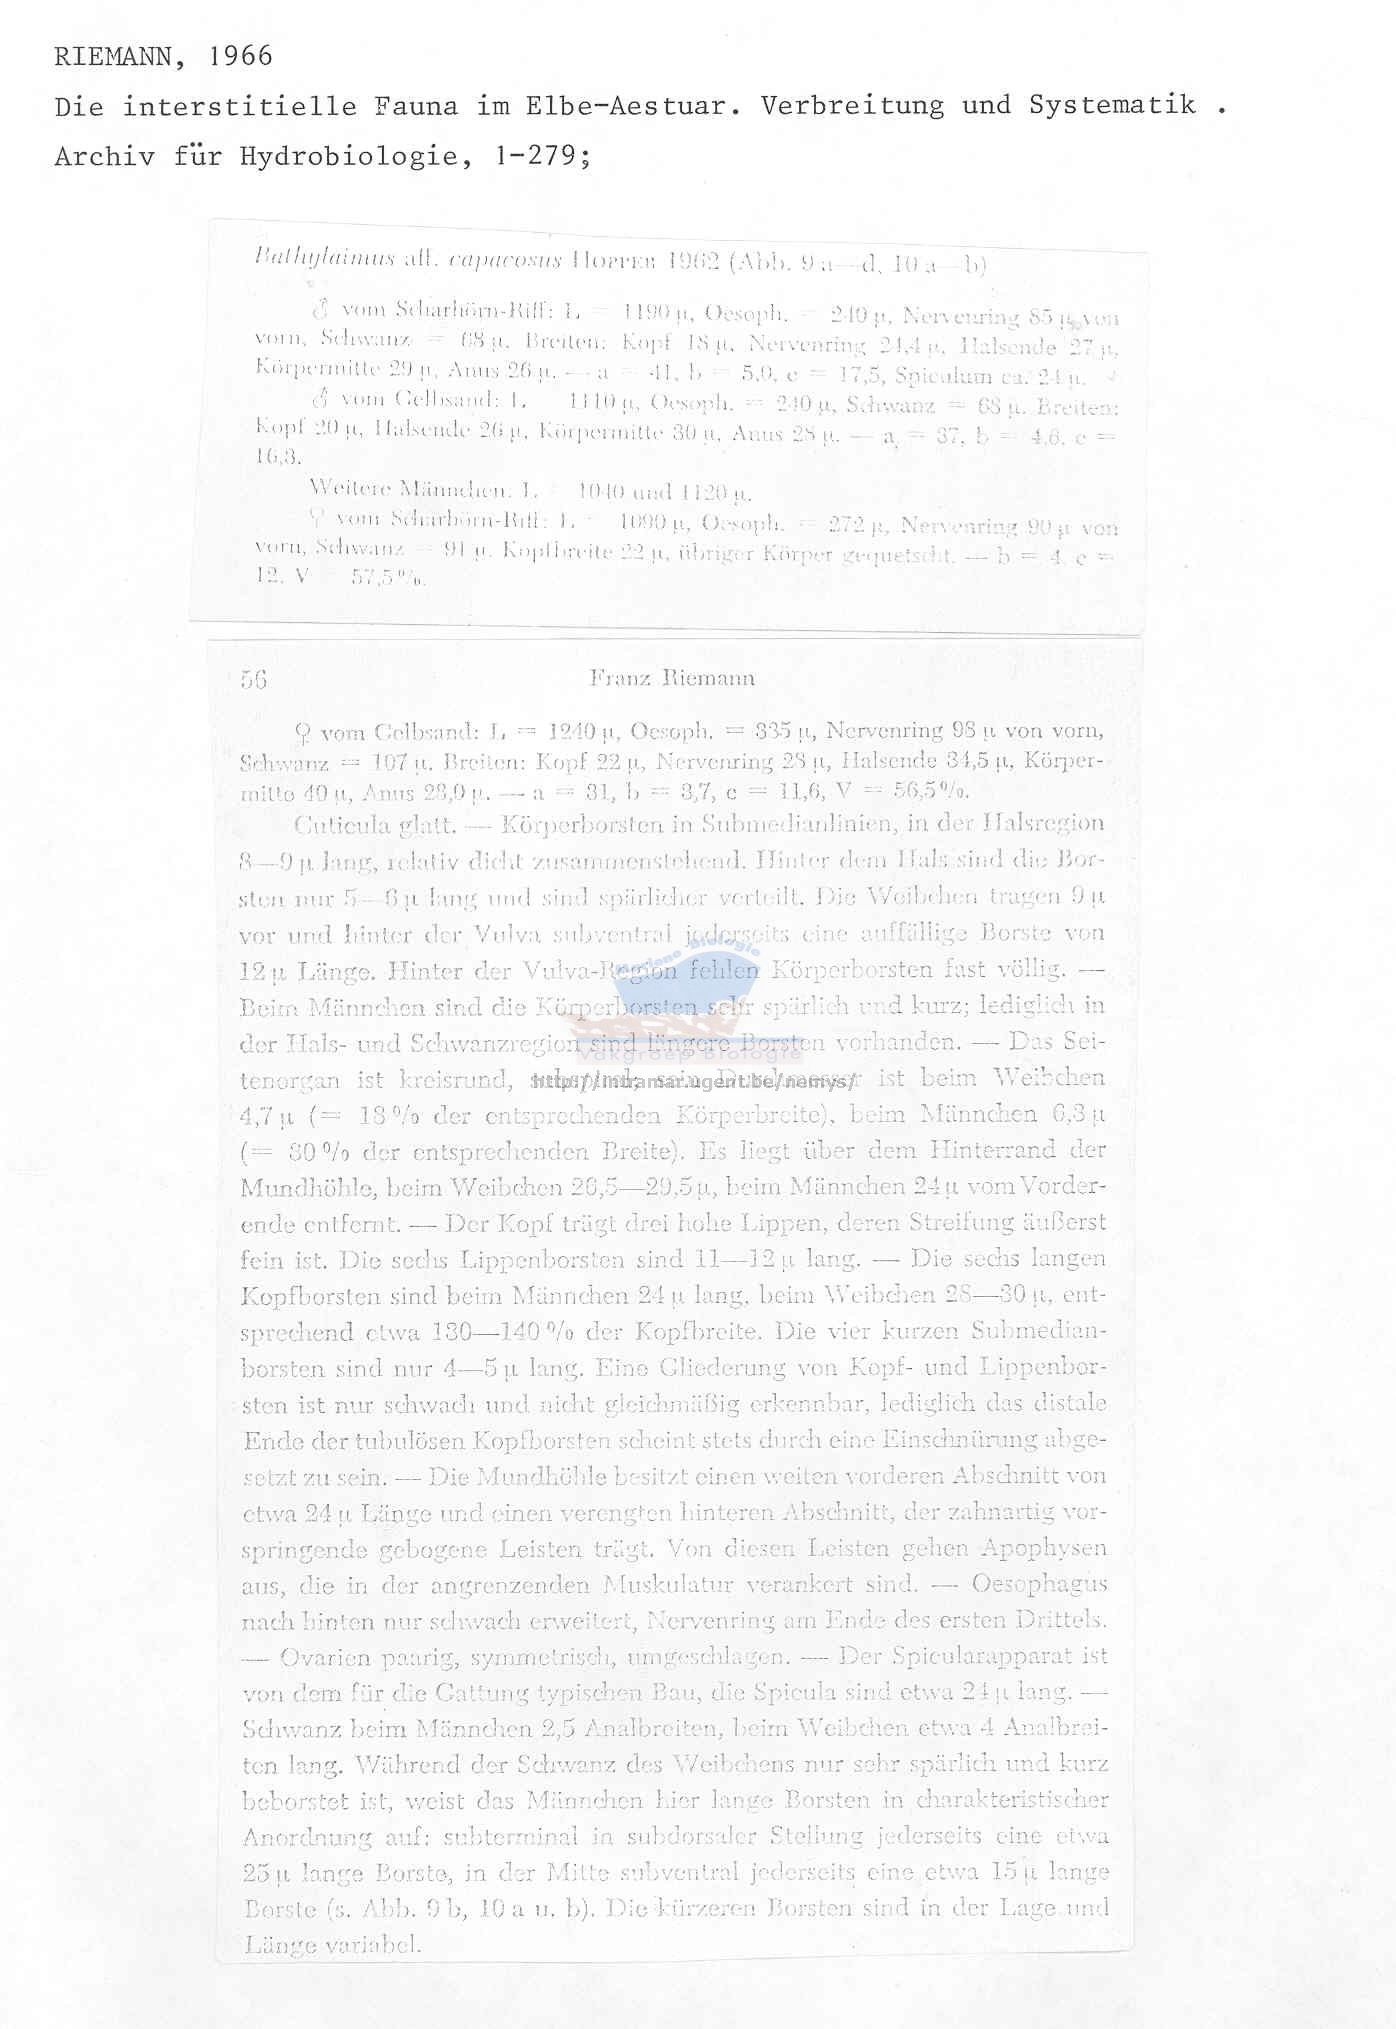 RIEMANN, 1966
Die interstitielle Fauna im Elbe-Aestuar. Verbreitung und Systematik .
Archiv für Hydrobiologie, 1-279;
Bathylaimus aff. capacosus HOPPER 1962 (Abb. 9 a—d, 10 a—b)
♂ vom Scharhörn-Riff: L = 1190 µ, Oesoph. = 240 µ, Nervenring 85 µ von
vorn, Schwanz = 68 µ. Breiten: Kopf 18 µ, Nervenring 24,4 µ, Halsende 27 µ,
Körpermitte 29 µ, Anus 26 µ. — a = 41, b = 5,0, c = 17,5, Spiculum ca. 24 µ.
♂ vom Gelbsand: L = 1110 µ, Oesoph. = 240 µ, Schwanz = 68 µ. Breiten:
Kopf 20 µ, Halsende 26 µ, Körpermitte 30 µ, Anus 28 µ. — a = 37, b = 4,6, c =
16,3.
Weitere Männchen: L = 1040 und 1120 µ.
♀ vom Scharhörn-Riff: L = 1090 µ, Oesoph. = 272 µ, Nervenring 90 µ von
vorn, Schwanz = 91 µ. Kopfbreite 22 µ, übriger Körper gequetscht. — b = 4, c =
12, V = 57,5 %.
56 Franz Riemann
♀ vom Gelbsand: L = 1240 µ, Oesoph. = 335 µ, Nervenring 98 µ von vorn,
Schwanz = 107 µ. Breiten: Kopf 22 µ, Nervenring 28 µ, Halsende 34,5 µ, Körper-
mitte 40 µ, Anus 28,0 µ. — a = 31, b = 3,7, c = 11,6, V = 56,5 %.
Cuticula glatt. — Körperborsten in Submedianlinien, in der Halsregion
8—9 µ lang, relativ dicht zusammenstehend. Hinter dem Hals sind die Bor-
sten nur 5—6 µ lang und sind spärlicher verteilt. Die Weibchen tragen 9 µ
vor und hinter der Vulva subventral jederseits eine auffällige Borste von
12 µ Länge. Hinter der Vulva-Region fehlen Körperborsten fast völlig. —
Beim Männchen sind die Körperborsten sehr spärlich und kurz; lediglich in
der Hals- und Schwanzregion sind längere Borsten vorhanden. — Das Sei-
tenorgan ist kreisrund, subspiral; sein Durchmesser ist beim Weibchen
4,7 µ (= 18 % der entsprechenden Körperbreite), beim Männchen 6,3 µ
(= 30 % der entsprechenden Breite). Es liegt über dem Hinterrand der
Mundhöhle, beim Weibchen 26,5—29,5 µ, beim Männchen 24 µ vom Vorder-
ende entfernt. — Der Kopf trägt drei hohe Lippen, deren Streifung äußerst
fein ist. Die sechs Lippenborsten sind 11—12 µ lang. — Die sechs langen
Kopfborsten sind beim Männchen 24 µ lang, beim Weibchen 28—30 µ, ent-
sprechend etwa 130—140 % der Kopfbreite. Die vier kurzen Submedian-
borsten sind nur 4—5 µ lang. Eine Gliederung von Kopf- und Lippenbor-
sten ist nur schwach und nicht gleichmäßig erkennbar, lediglich das distale
Ende der tubulösen Kopfborsten scheint stets durch eine Einschnürung abge-
setzt zu sein. — Die Mundhöhle besitzt einen weiten vorderen Abschnitt von
etwa 24 µ Länge und einen verengten hinteren Abschnitt, der zahnartig vor-
springende gebogene Leisten trägt. Von diesen Leisten gehen Apophysen
aus, die in der angrenzenden Muskulatur verankert sind. — Oesophagus
nach hinten nur schwach erweitert, Nervenring am Ende des ersten Drittels.
— Ovarien paarig, symmetrisch, umgeschlagen. — Der Spicularapparat ist
von dem für die Gattung typischen Bau, die Spicula sind etwa 24 µ lang. —
Schwanz beim Männchen 2,5 Analbreiten, beim Weibchen etwa 4 Analbrei-
ten lang. Während der Schwanz des Weibchens nur sehr spärlich und kurz
beborstet ist, weist das Männchen hier lange Borsten in charakteristischer
Anordnung auf: subterminal in subdorsaler Stellung jederseits eine etwa
25 µ lange Borste, in der Mitte subventral jederseits eine etwa 15 µ lange
Borste (s. Abb. 9 b, 10 a u. b). Die kürzeren Borsten sind in der Lage und
Länge variabel.
Mariene Biologie
Vakgroep Biologie
http://intramar.ugent.be/nemys/